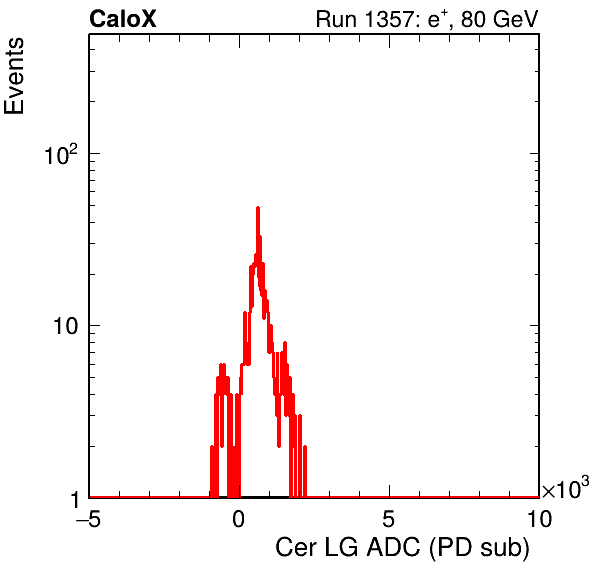 CaloX Run 1357: e⁺, 80 GeV
Events
10²
10
1
−5 0 5 10 ×10³
Cer LG ADC (PD sub)